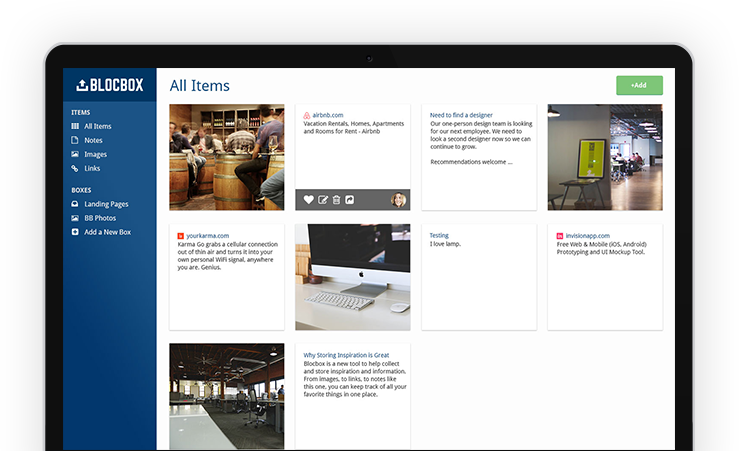 BLOCBOX
All Items
+Add
ITEMS
All Items
Notes
Images
Links
BOXES
Landing Pages
BB Photos
Add a New Box
airbnb.com
Vacation Rentals, Homes, Apartments
and Rooms for Rent - Airbnb
Need to find a designer
Our one-person design team is looking
for our next employee. We need to
look a second designer now so we can
continue to grow.
Recommendations welcome ...
yourkarma.com
Karma Go grabs a cellular connection
out of thin air and turns it into your
own personal WiFi signal, anywhere
you are. Genius.
Testing
I love lamp.
invisionapp.com
Free Web & Mobile (iOS, Android)
Prototyping and UI Mockup Tool.
Why Storing Inspiration is Great
Blocbox is a new tool to help collect
and store inspiration and information.
From images, to links, to notes like
this one, you can keep track of all your
favorite things in one place.